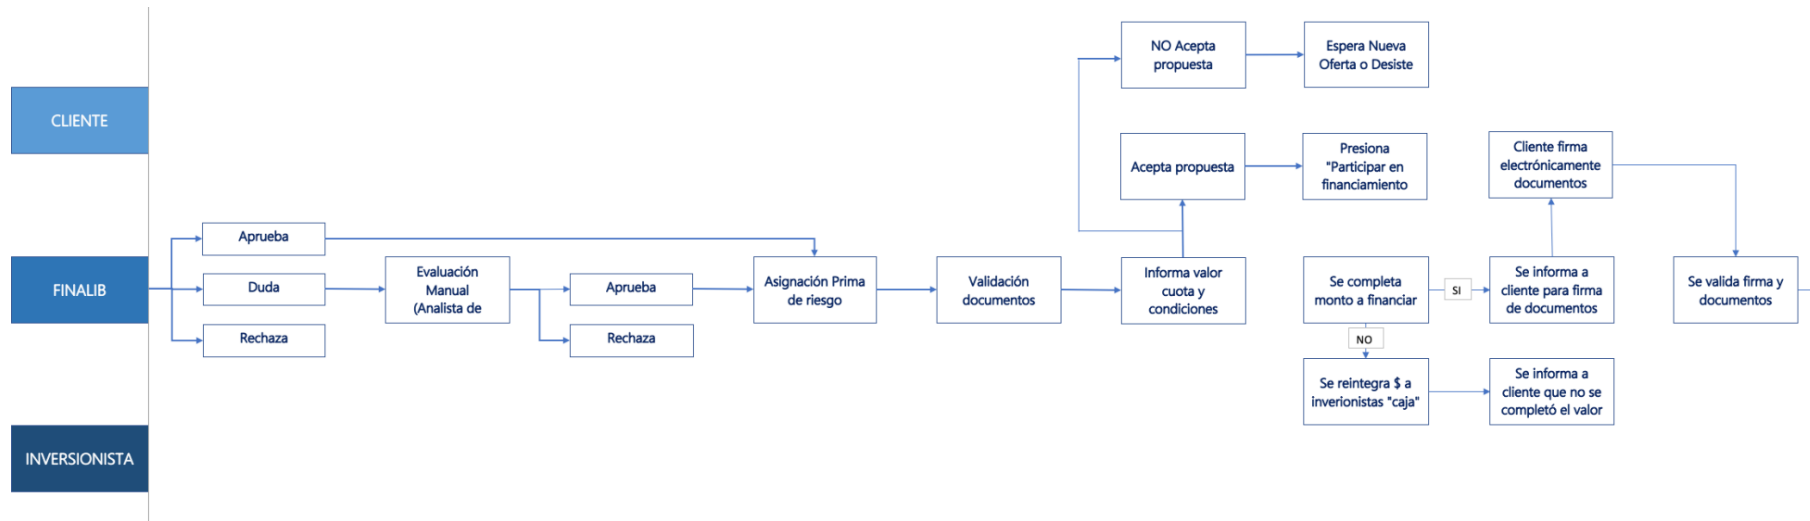 NO Acepta
propuesta
Espera Nueva
Oferta o Desiste
CLIENTE
Acepta propuesta
Presiona
"Participar en
financiamiento
Cliente firma
electrónicamente
documentos
Aprueba
FINALIB
Duda
Evaluación
Manual
(Analista de
Aprueba
Asignación Prima
de riesgo
Validación
documentos
Informa valor
cuota y
condiciones
Se completa
monto a financiar
SI
Se informa a
cliente para firma
de documentos
Se valida firma y
documentos
Rechaza
Rechaza
NO
Se reintegra $ a
inverionistas "caja"
Se informa a
cliente que no se
completó el valor
INVERSIONISTA